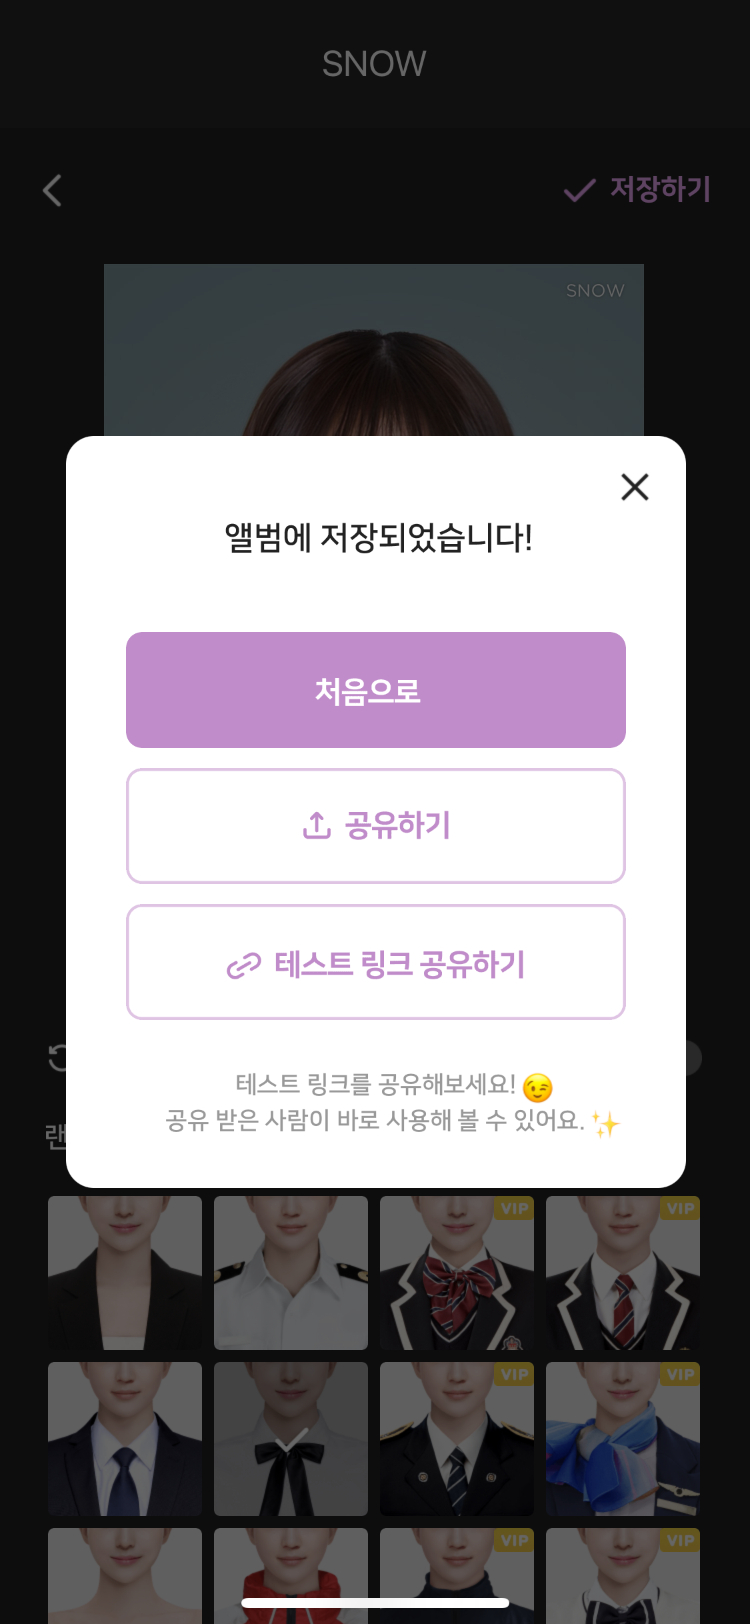 SNOW
저장하기
SNOW
앨범에 저장되었습니다!
처음으로
공유하기
테스트 링크 공유하기
테스트 링크를 공유해보세요! 😉
공유 받은 사람이 바로 사용해 볼 수 있어요. ✨
VIP
VIP
VIP
VIP
VIP
VIP